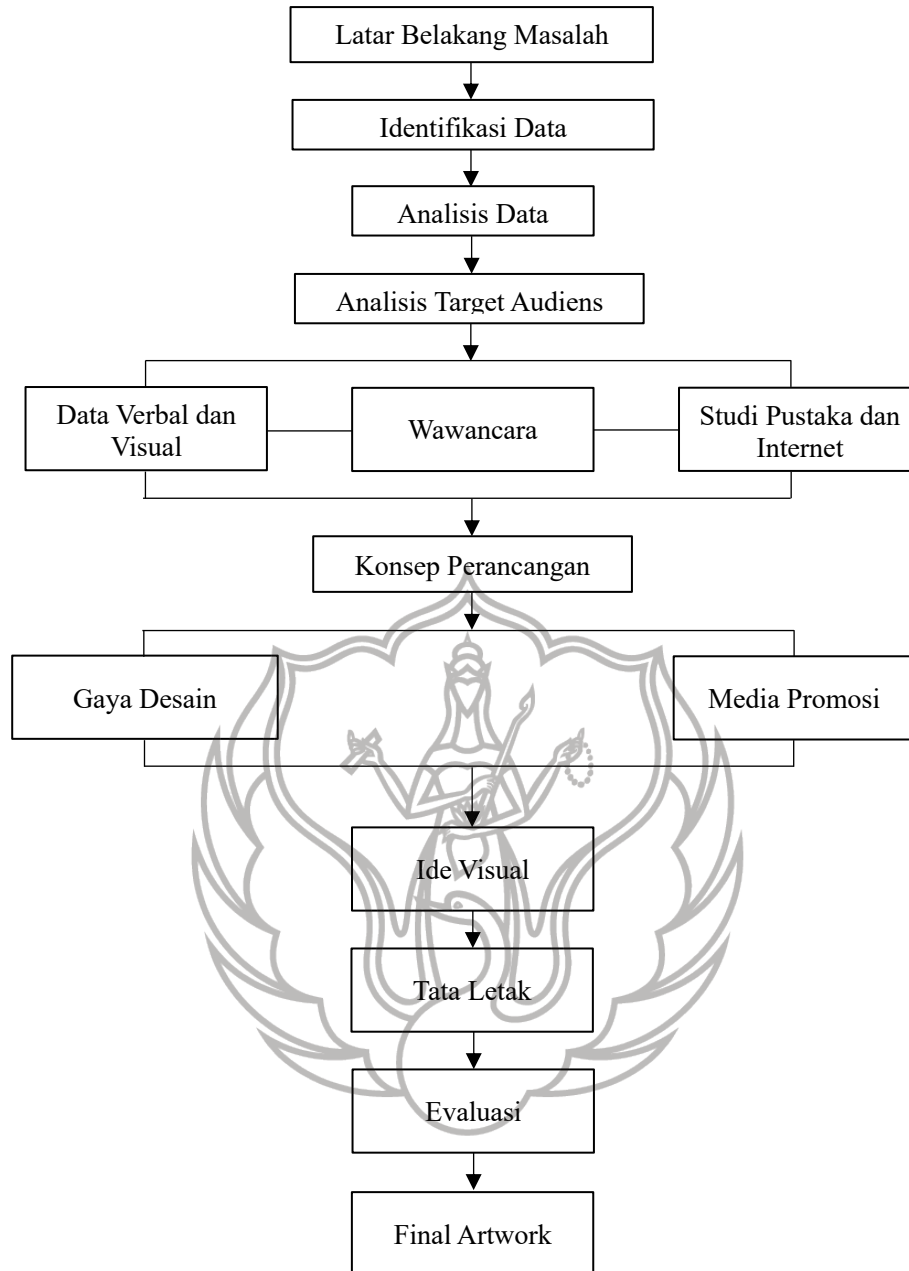 Latar Belakang Masalah
Identifikasi Data
Analisis Data
Analisis Target Audiens
Data Verbal dan
Visual
Wawancara
Studi Pustaka dan
Internet
Konsep Perancangan
Gaya Desain
Media Promosi
Ide Visual
Tata Letak
Evaluasi
Final Artwork